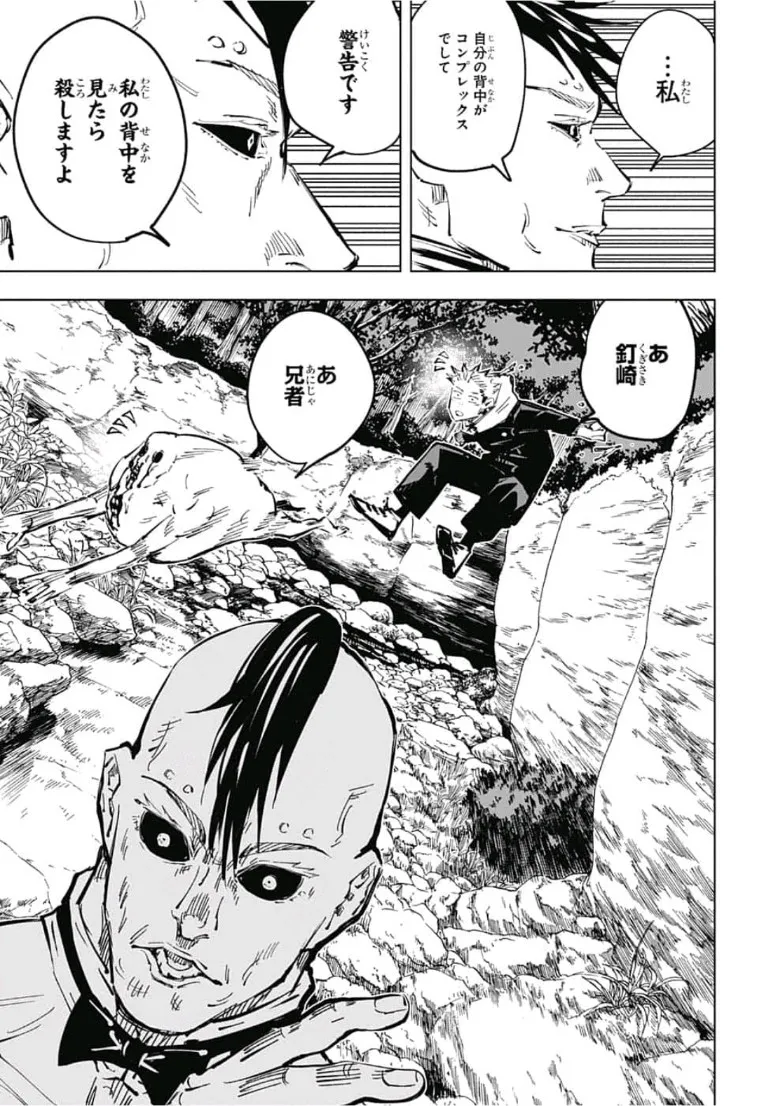 …私
自分の背中が
コンプレックス
でして
警告です
私の背中を
見たら
殺しますよ
あ
釘崎
あ
兄者